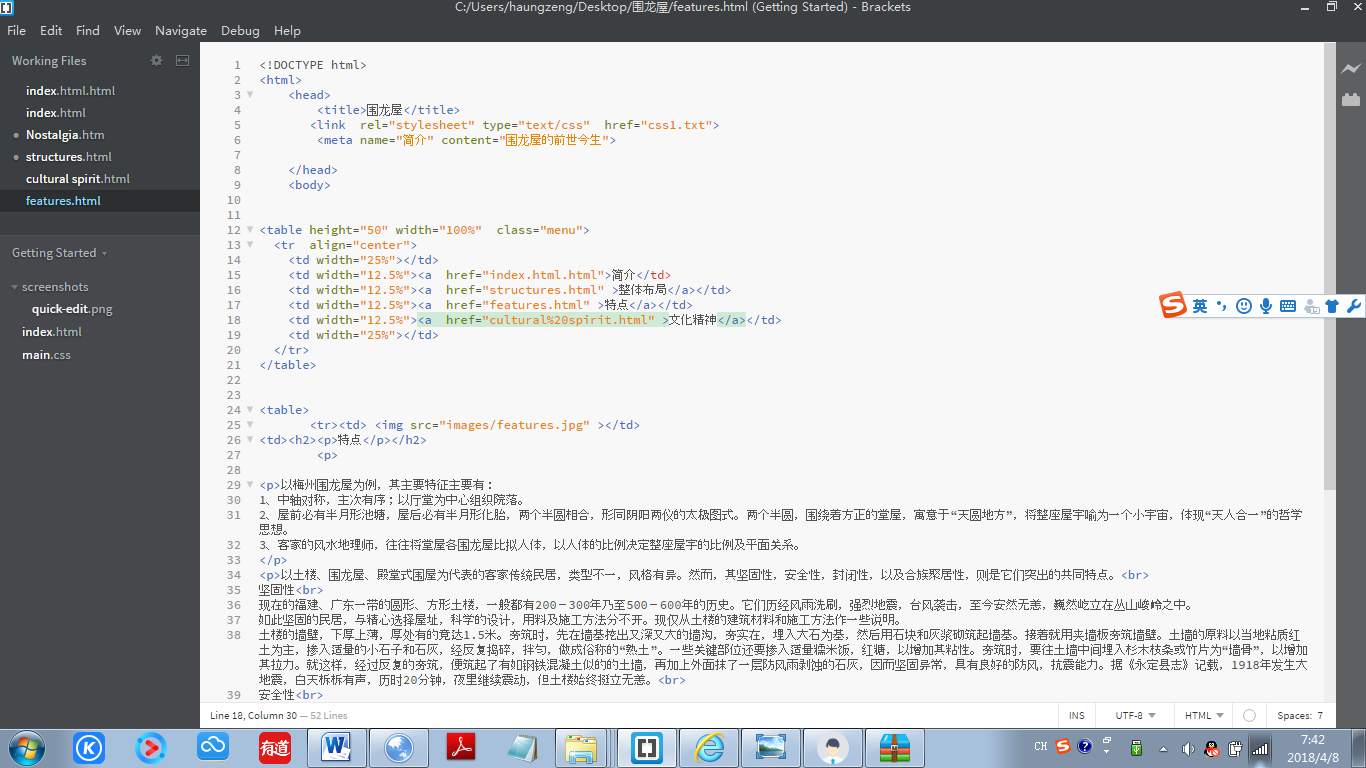 C:/Users/haungzeng/Desktop/围龙屋/features.html (Getting Started) - Brackets
File Edit Find View Navigate Debug Help
Working Files
index.html.html
index.html
Nostalgia.htm
structures.html
cultural spirit.html
features.html
Getting Started
screenshots
quick-edit.png
index.html
main.css
1 <!DOCTYPE html>
2 <html>
3 <head>
4 <title>围龙屋</title>
5 <link  rel="stylesheet" type="text/css"  href="css1.txt">
6 <meta name="简介" content="围龙屋的前世今生">
7
8 </head>
9 <body>
10
11
12 <table height="50" width="100%"  class="menu">
13 <tr  align="center">
14 <td width="25%"></td>
15 <td width="12.5%"><a  href="index.html.html">简介</td>
16 <td width="12.5%"><a  href="structures.html" >整体布局</a></td>
17 <td width="12.5%"><a  href="features.html" >特点</a></td>
18 <td width="12.5%"><a  href="cultural%20spirit.html" >文化精神</a></td>
19 <td width="25%"></td>
20 </tr>
21 </table>
22
23
24 <table>
25 <tr><td> <img src="images/features.jpg" ></td>
26 <td><h2><p>特点</p></h2>
27 <p>
28
29 <p>以梅州围龙屋为例，其主要特征主要有：
30 1、中轴对称，主次有序；以厅堂为中心组织院落。
31 2、屋前必有半月形池塘，屋后必有半月形化胎，两个半圆相合，形同阴阳两仪的太极图式。两个半圆，围绕着方正的堂屋，寓意于“天圆地方”，将整座屋宇喻为一个小宇宙，体现“天人合一”的哲学
思想。
32 3、客家的风水地理师，往往将堂屋各围龙屋比拟人体，以人体的比例决定整座屋宇的比例及平面关系。
33 </p>
34 <p>以土楼、围龙屋、殿堂式围屋为代表的客家传统民居，类型不一，风格有异。然而，其坚固性，安全性，封闭性，以及合族聚居性，则是它们突出的共同特点。<br>
35 坚固性<br>
36 现在的福建、广东一带的圆形、方形土楼，一般都有200－300年乃至500－600年的历史。它们历经风雨洗刷，强烈地震，台风袭击，至今安然无恙，巍然屹立在丛山峻岭之中。
37 如此坚固的民居，与精心选择屋址，科学的设计，用料及施工方法分不开。现仅从土楼的建筑材料和施工方法作一些说明。
38 土楼的墙壁，下厚上薄，厚处有的竟达1.5米。夯筑时，先在墙基挖出又深又大的墙沟，夯实在，埋入大石为基，然后用石块和灰浆砌筑起墙基。接着就用夹墙板夯筑墙壁。土墙的原料以当地粘质红
土为主，掺入适量的小石子和石灰，经反复捣碎，拌匀，做成俗称的“熟土”。一些关键部位还要掺入适量糯米饭，红糖，以增加其粘性。夯筑时，要往土墙中间埋入杉木枝条或竹片为“墙骨”，以增加
其拉力。就这样，经过反复的夯筑，便筑起了有如钢铁混凝土似的的土墙，再加上外面抹了一层防风雨剥蚀的石灰，因而坚固异常，具有良好的防风，抗震能力。据《永定县志》记载，1918年发生大
地震，白天柝柝有声，历时20分钟，夜里继续震动，但土楼始终挺立无恙。<br>
39 安全性<br>
英
Line 18, Column 30 — 52 Lines
INS UTF-8 HTML Spaces: 7
有道
CH
7:42
2018/4/8